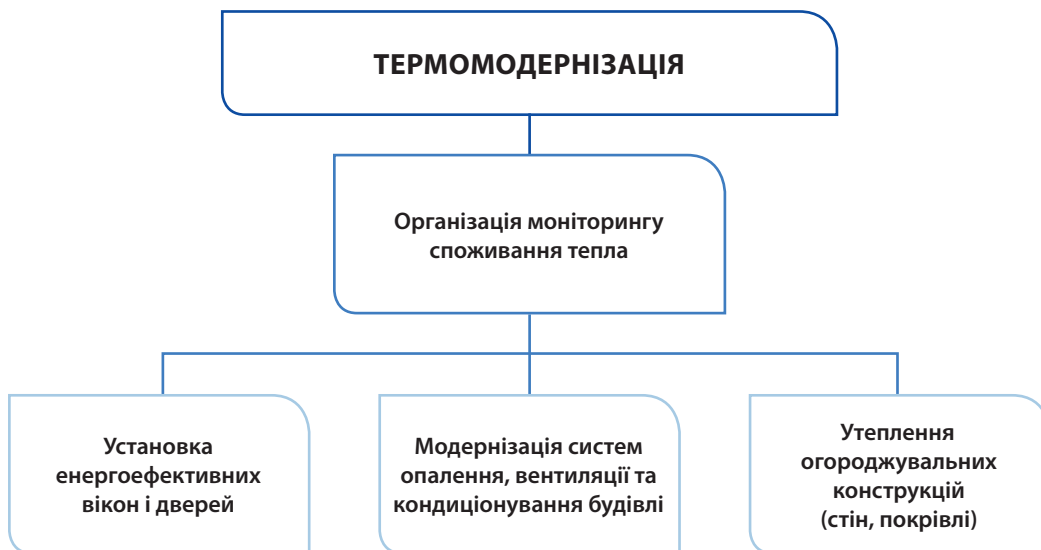 ТЕРМОМОДЕРНІЗАЦІЯ
Організація моніторингу
споживання тепла
Установка
енергоефективних
вікон і дверей
Модернізація систем
опалення, вентиляції та
кондиціонування будівлі
Утеплення
огороджувальних
конструкцій
(стін, покрівлі)